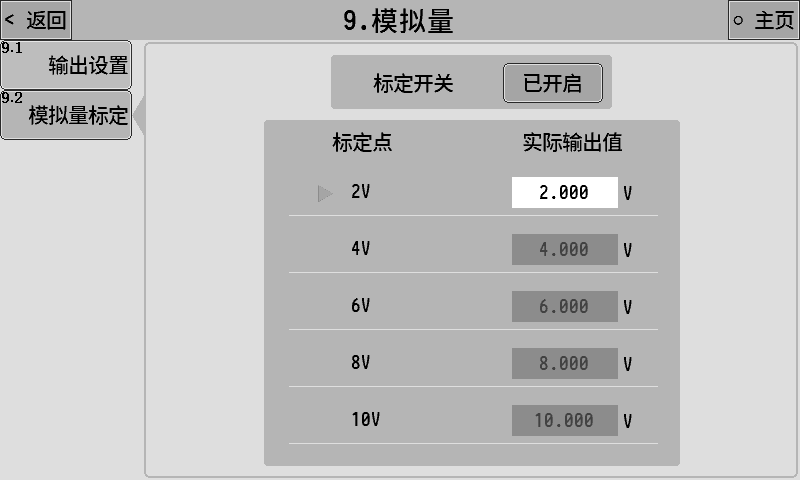 < 返回
9.模拟量
○ 主页
9.1
输出设置
9.2
模拟量标定
标定开关 已开启
标定点 实际输出值
2V 2.000 V
4V 4.000 V
6V 6.000 V
8V 8.000 V
10V 10.000 V